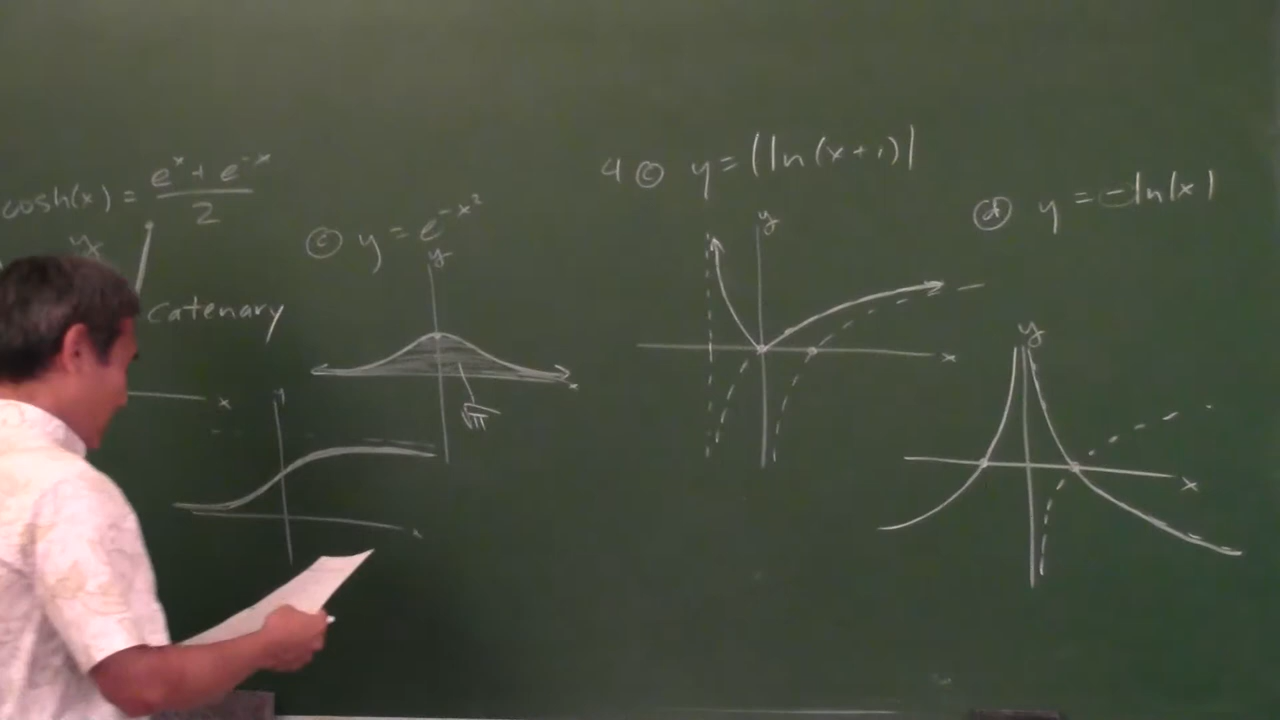 cosh(x) = (e^x + e^-x)/2
y
catenary
x
ⓒ y = e^-x²
y
x
√π
x
4 ⓒ y = |ln(x+1)|
y
x
ⓓ y = -ln|x|
y
x